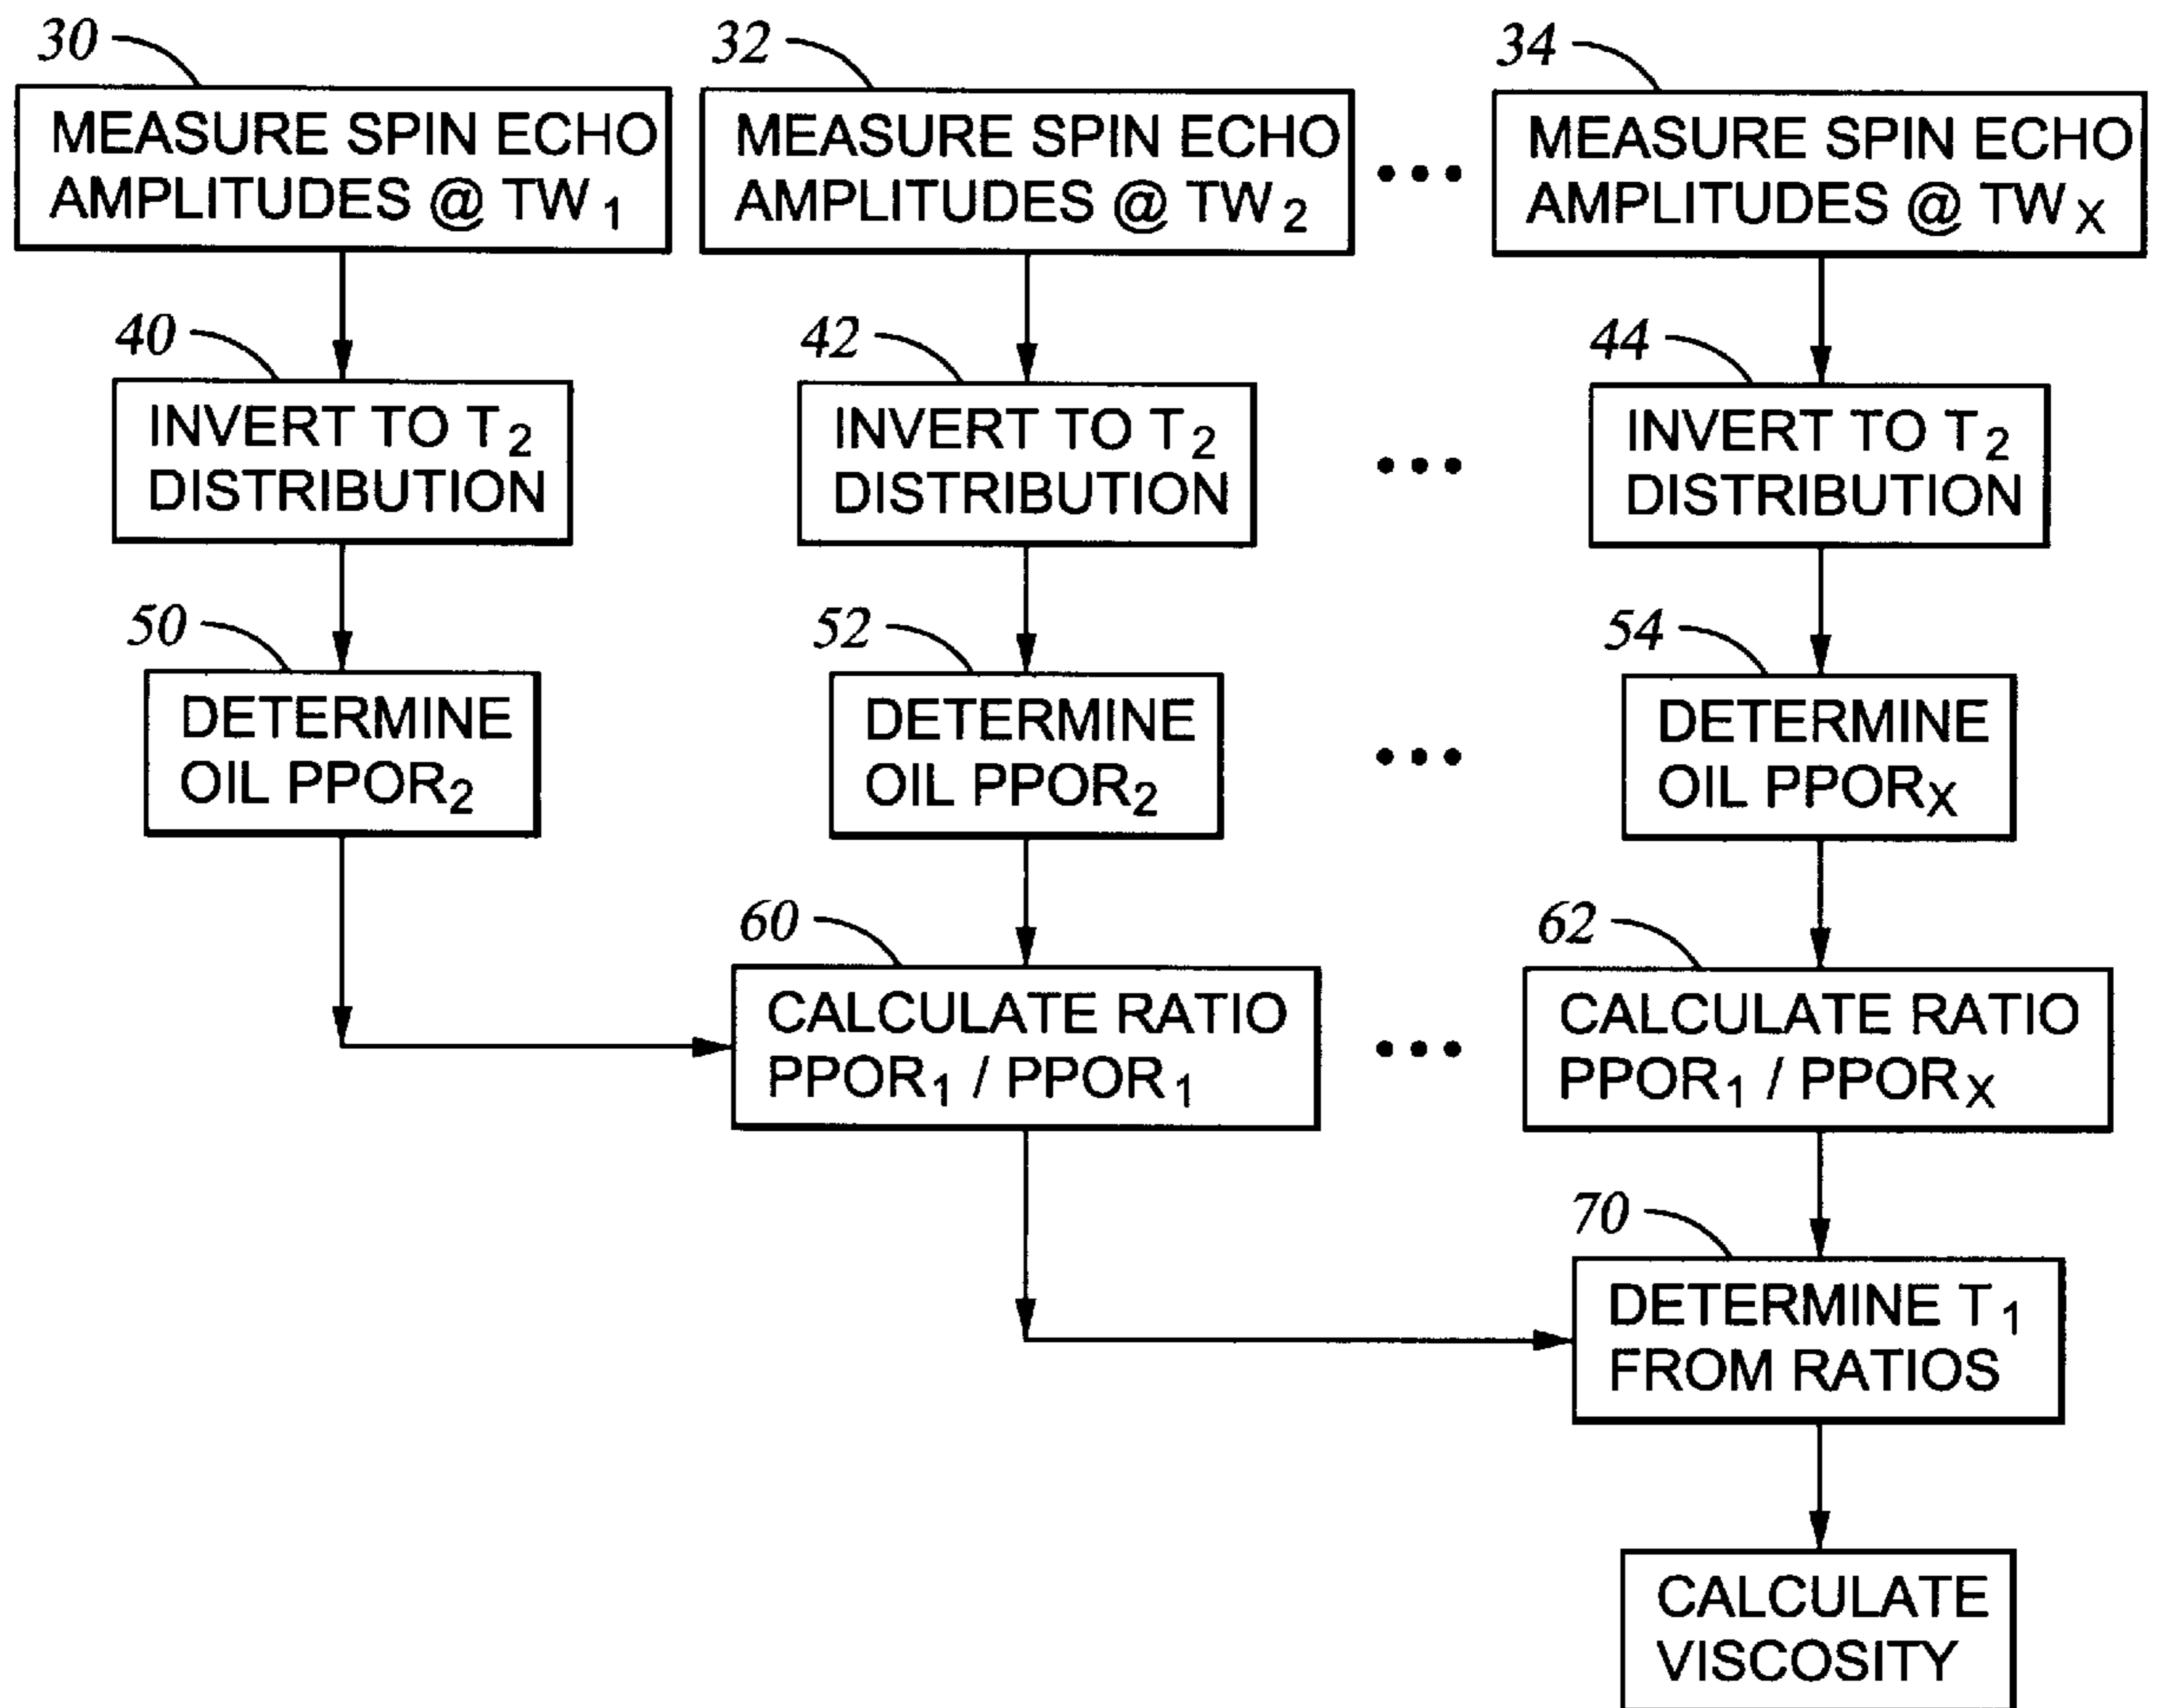 30
MEASURE SPIN ECHO
AMPLITUDES @ TW1
32
MEASURE SPIN ECHO
AMPLITUDES @ TW2
34
MEASURE SPIN ECHO
AMPLITUDES @ TWX
40
INVERT TO T2
DISTRIBUTION
42
INVERT TO T2
DISTRIBUTION
44
INVERT TO T2
DISTRIBUTION
50
DETERMINE
OIL PPOR2
52
DETERMINE
OIL PPOR2
54
DETERMINE
OIL PPORX
60
CALCULATE RATIO
PPOR1 / PPOR1
62
CALCULATE RATIO
PPOR1 / PPORX
70
DETERMINE T1
FROM RATIOS
CALCULATE
VISCOSITY